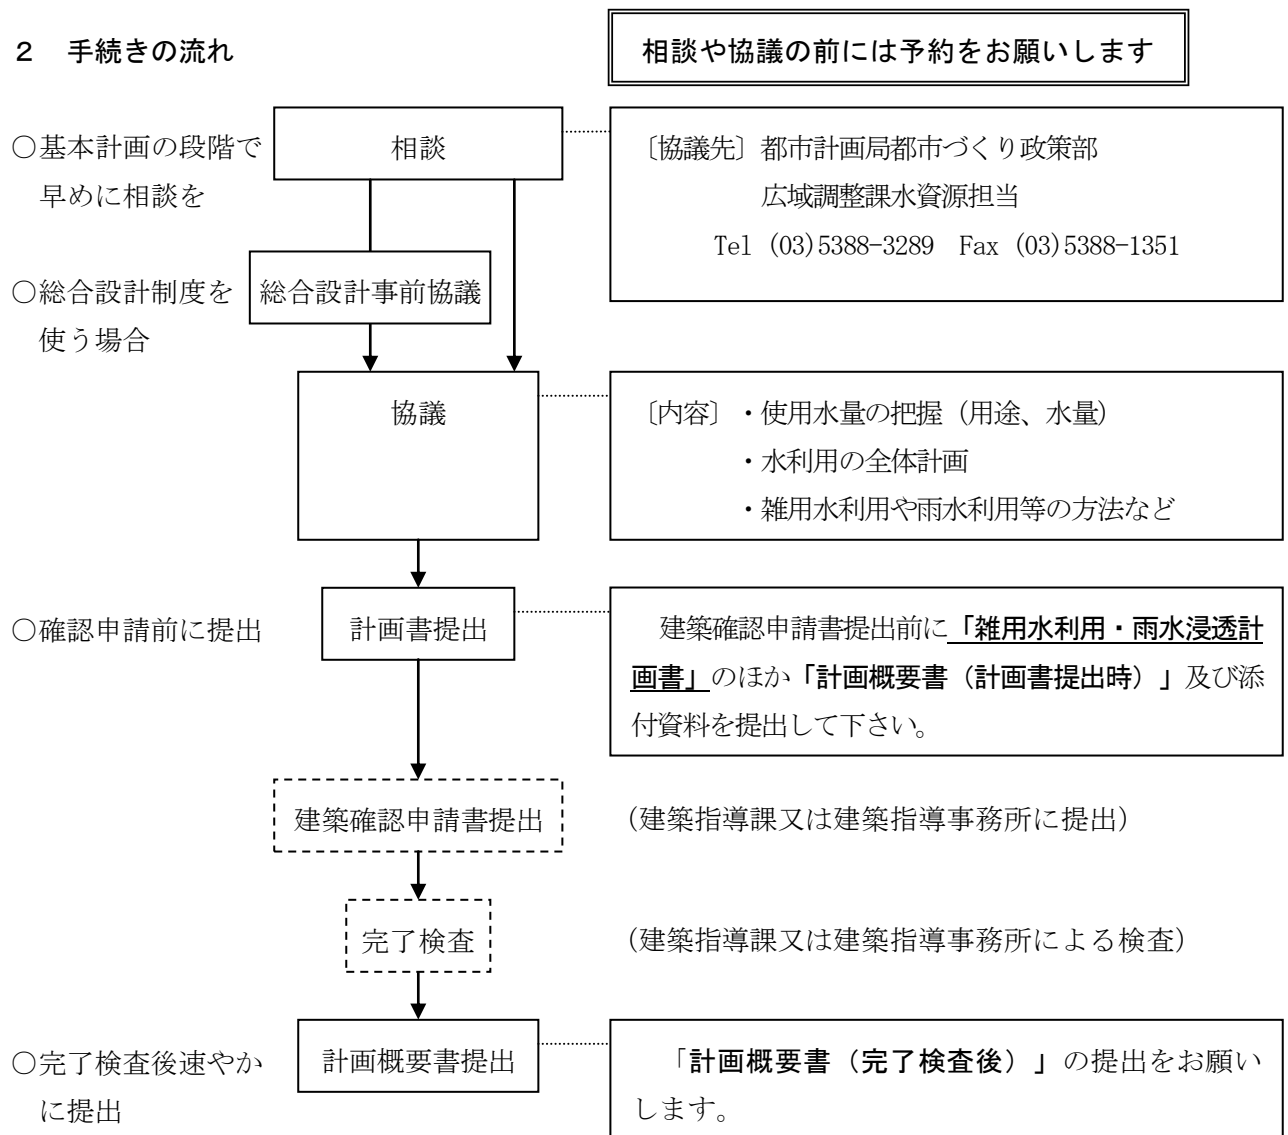 ２　手続きの流れ
相談や協議の前には予約をお願いします
○基本計画の段階で
早めに相談を
相談
〔協議先〕都市計画局都市づくり政策部
広域調整課水資源担当
Tel (03)5388-3289　Fax (03)5388-1351
○総合設計制度を
使う場合
総合設計事前協議
協議
〔内容〕・使用水量の把握（用途、水量）
・水利用の全体計画
・雑用水利用や雨水利用等の方法など
○確認申請前に提出
計画書提出
建築確認申請書提出前に「雑用水利用・雨水浸透計
画書」のほか「計画概要書（計画書提出時）」及び添
付資料を提出して下さい。
建築確認申請書提出
（建築指導課又は建築指導事務所に提出）
完了検査
（建築指導課又は建築指導事務所による検査）
○完了検査後速やか
に提出
計画概要書提出
「計画概要書（完了検査後）」の提出をお願い
します。